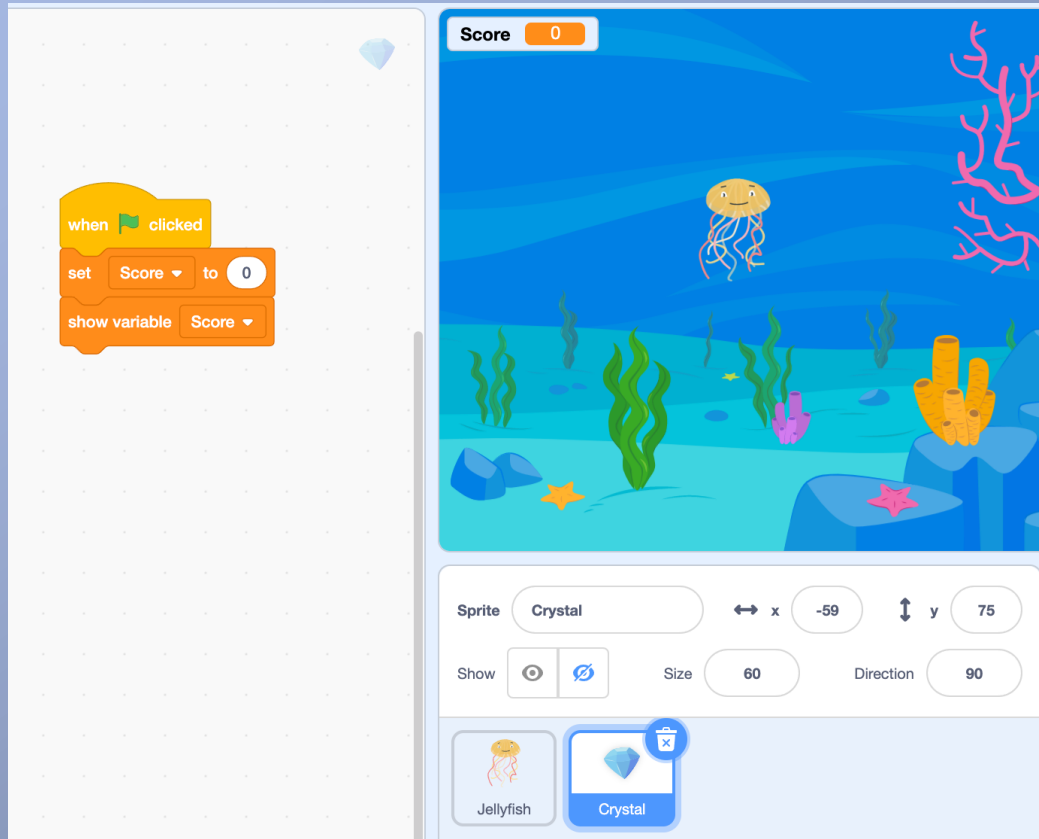 Score 0
when clicked
set Score to 0
show variable Score
Sprite Crystal x -59 y 75
Show Size 60 Direction 90
Jellyfish Crystal